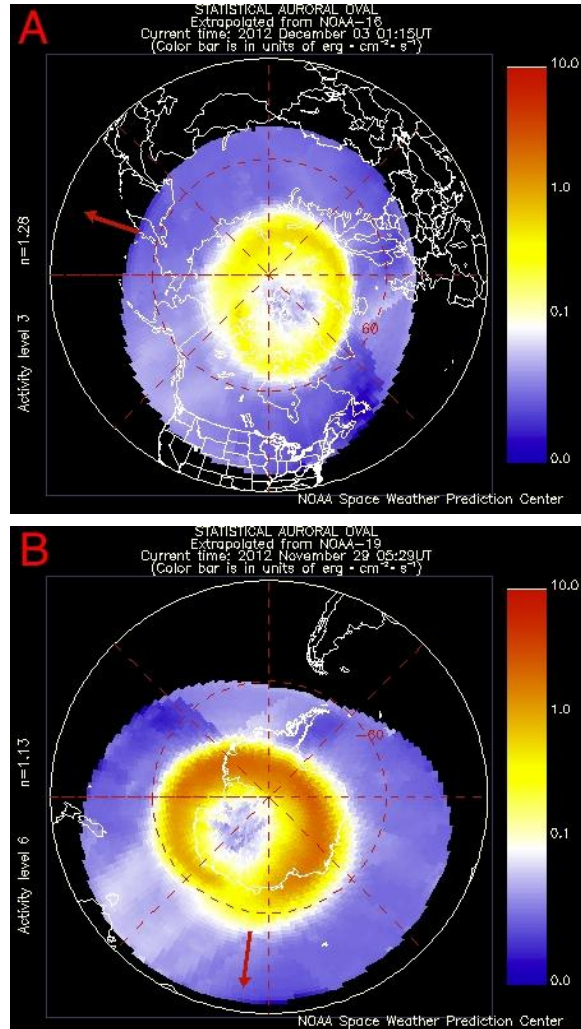 A
STATISTICAL AURORAL OVAL
Extrapolated from NOAA-16
Current time: 2012 December 03 01:15UT
(Color bar is in units of erg · cm⁻² · s⁻¹)
10.0
1.0
0.1
0.0
n=1.28
Activity level 3
60
NOAA Space Weather Prediction Center
B
STATISTICAL AURORAL OVAL
Extrapolated from NOAA-19
Current time: 2012 November 29 05:29UT
(Color bar is in units of erg · cm⁻² · s⁻¹)
10.0
1.0
0.1
0.0
n=1.13
Activity level 6
-60
NOAA Space Weather Prediction Center